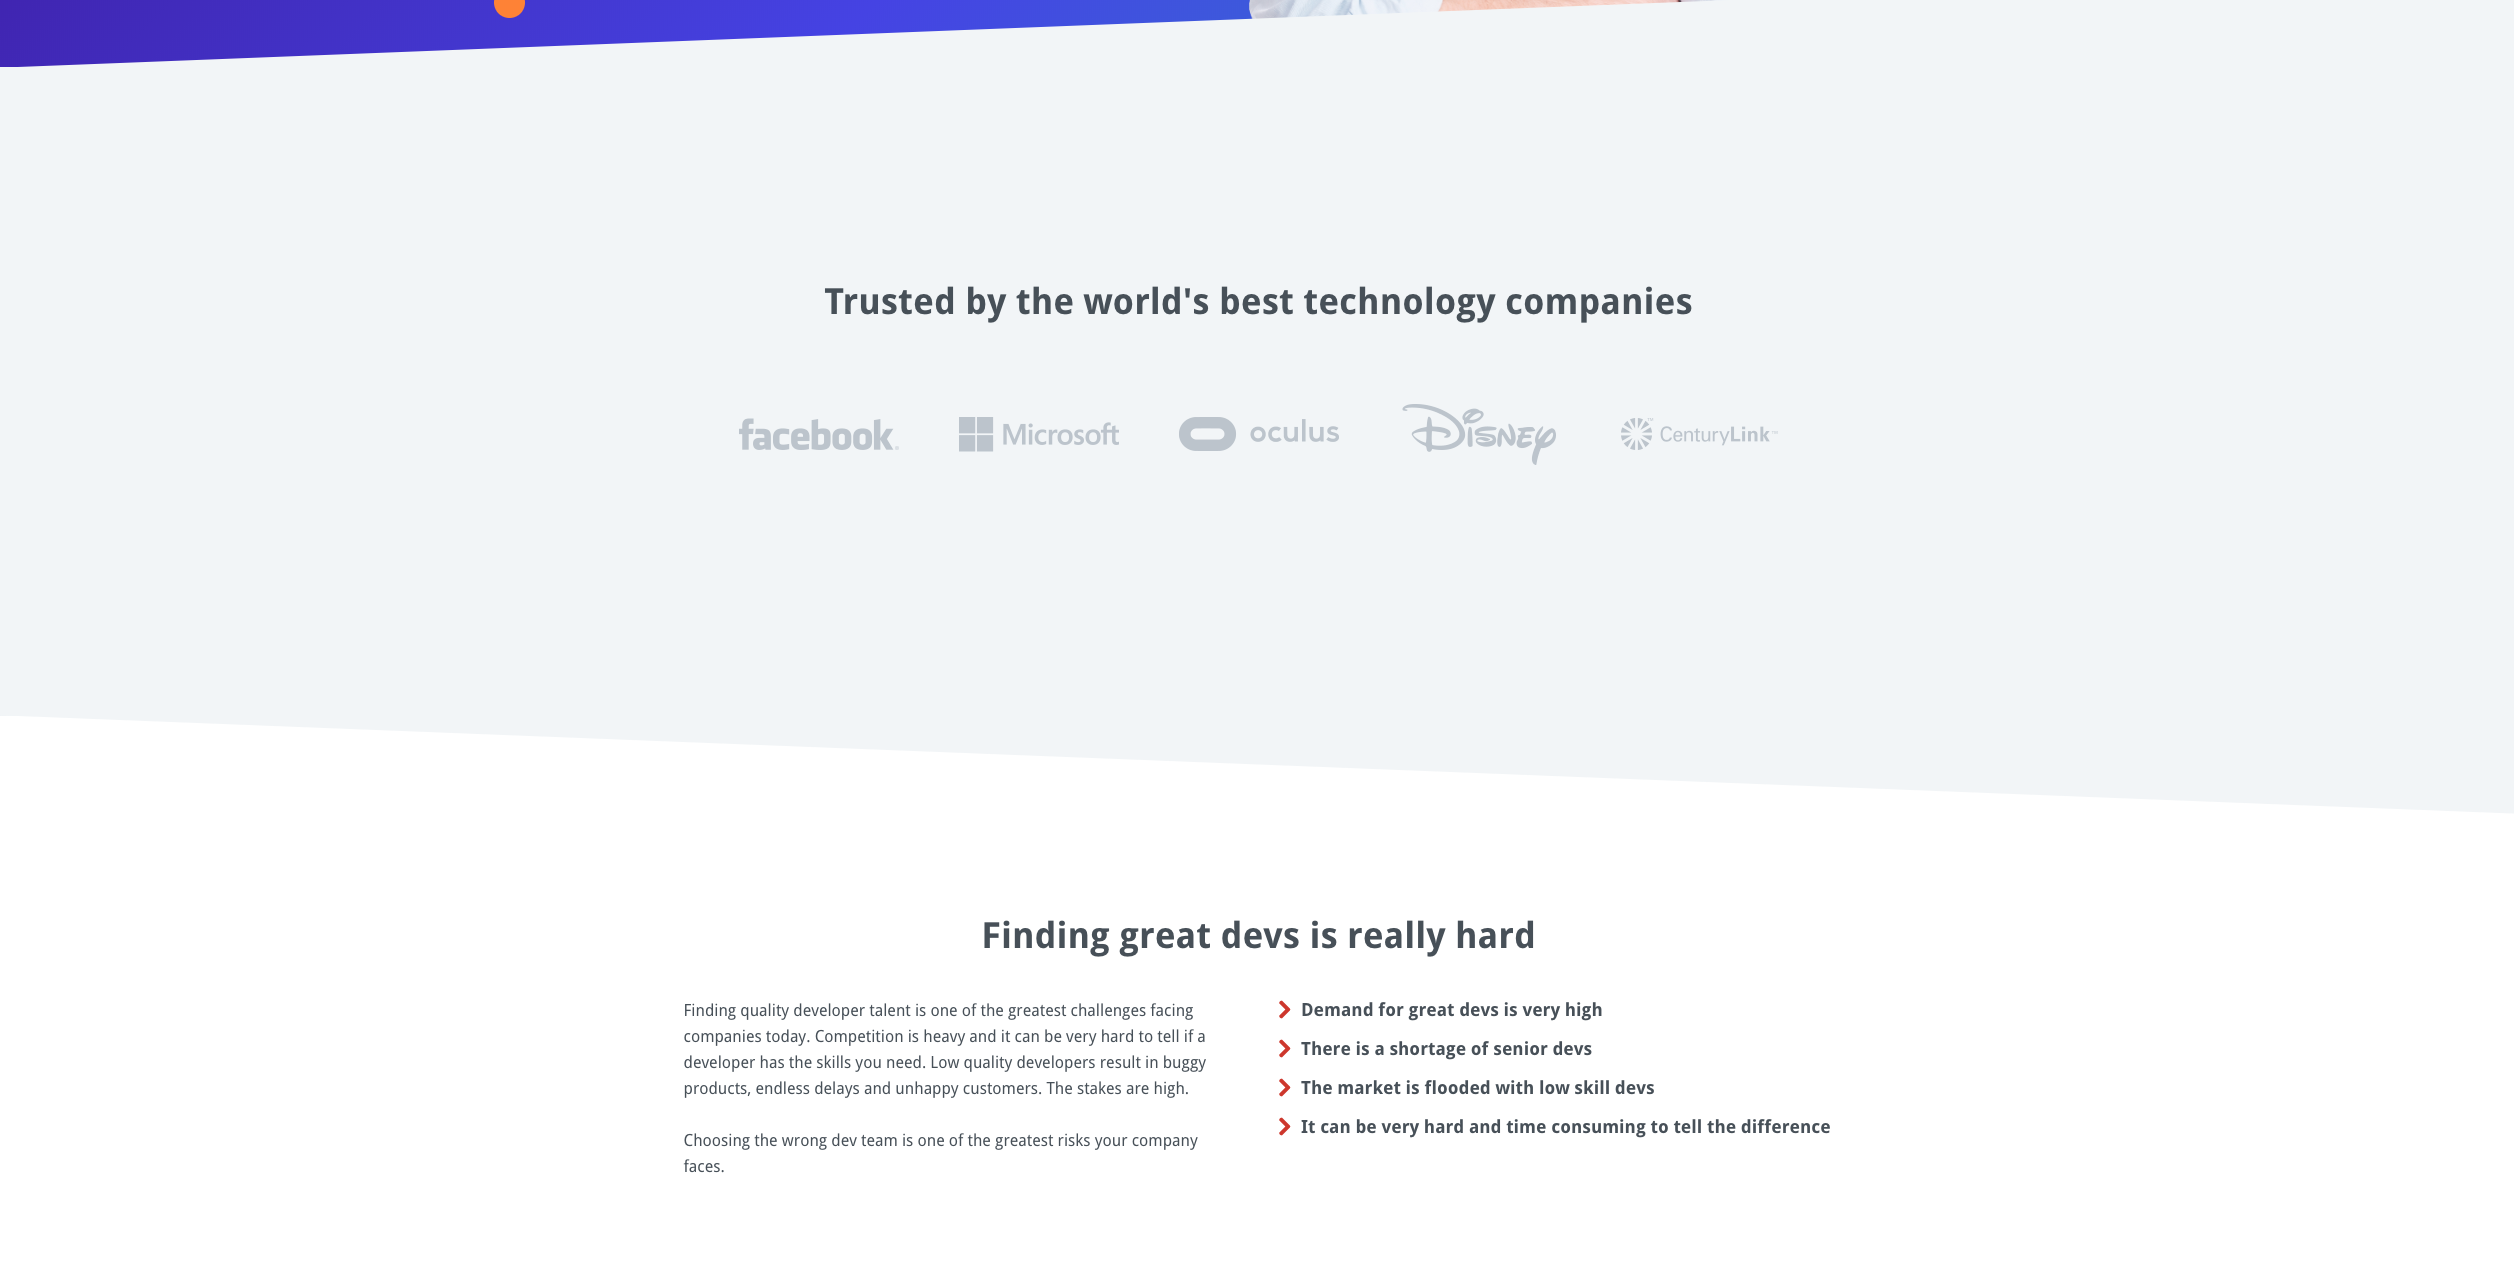 Trusted by the world's best technology companies
facebook®
Microsoft
oculus
Disney
CenturyLink™
Finding great devs is really hard
Finding quality developer talent is one of the greatest challenges facing
companies today. Competition is heavy and it can be very hard to tell if a
developer has the skills you need. Low quality developers result in buggy
products, endless delays and unhappy customers. The stakes are high.
Choosing the wrong dev team is one of the greatest risks your company
faces.
Demand for great devs is very high
There is a shortage of senior devs
The market is flooded with low skill devs
It can be very hard and time consuming to tell the difference